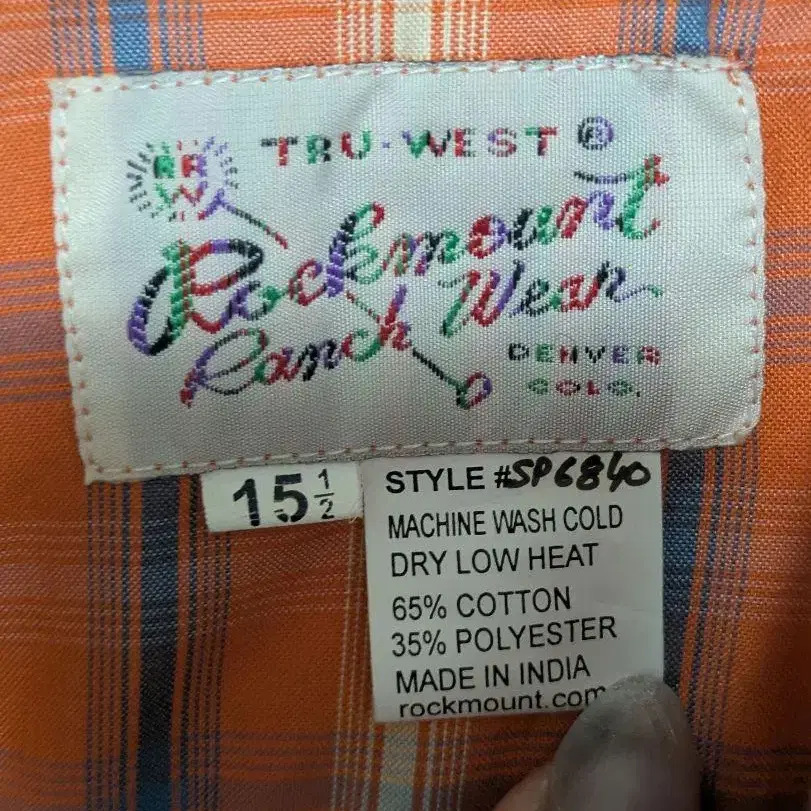 RR
W
TRU-WEST ®
Rockmount
Ranch Wear
DENVER
COLO.
15 1/2
STYLE #SP6840
MACHINE WASH COLD
DRY LOW HEAT
65% COTTON
35% POLYESTER
MADE IN INDIA
rockmount.com